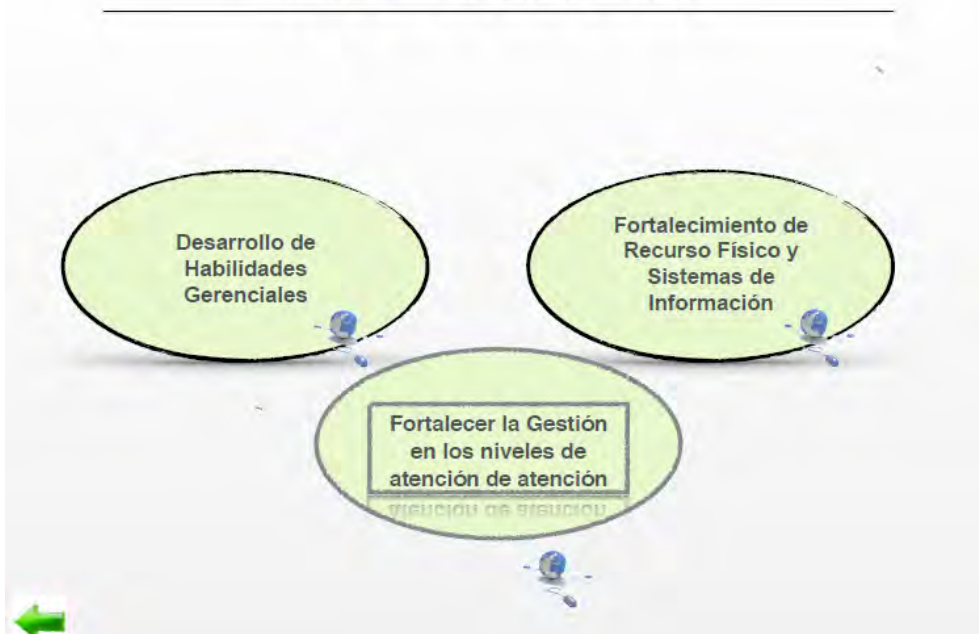 Desarrollo de
Habilidades
Gerenciales
Fortalecimiento de
Recurso Físico y
Sistemas de
Información
Fortalecer la Gestión
en los niveles de
atención de atención